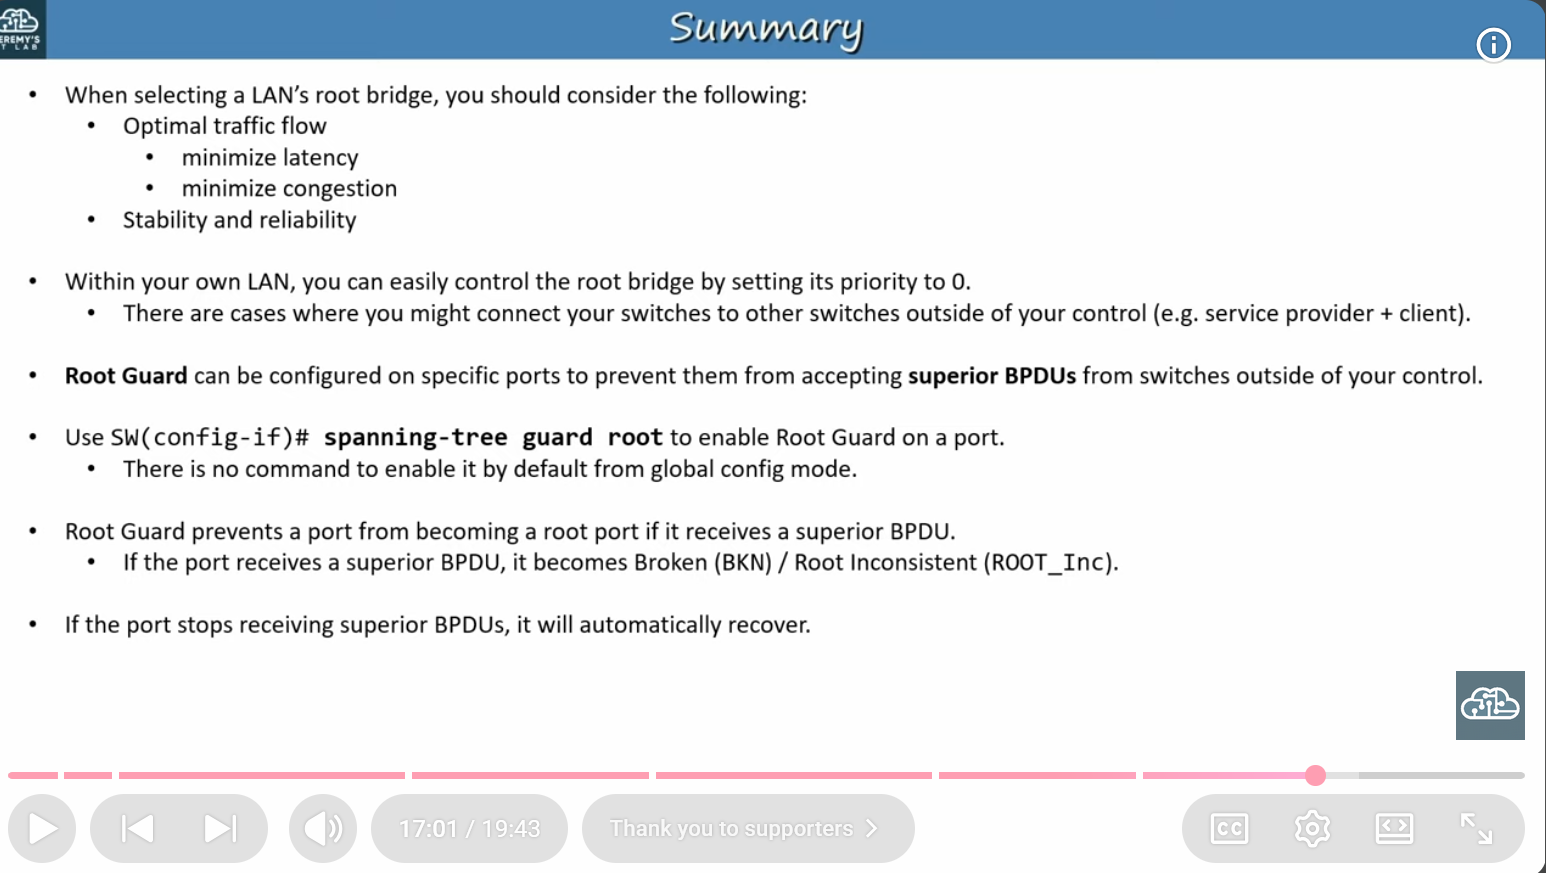 Summary
EREMY'S
IT LAB
• When selecting a LAN's root bridge, you should consider the following:
• Optimal traffic flow
• minimize latency
• minimize congestion
• Stability and reliability
• Within your own LAN, you can easily control the root bridge by setting its priority to 0.
• There are cases where you might connect your switches to other switches outside of your control (e.g. service provider + client).
• Root Guard can be configured on specific ports to prevent them from accepting superior BPDUs from switches outside of your control.
• Use SW(config-if)# spanning-tree guard root to enable Root Guard on a port.
• There is no command to enable it by default from global config mode.
• Root Guard prevents a port from becoming a root port if it receives a superior BPDU.
• If the port receives a superior BPDU, it becomes Broken (BKN) / Root Inconsistent (ROOT_Inc).
• If the port stops receiving superior BPDUs, it will automatically recover.
17:01 / 19:43
Thank you to supporters
CC